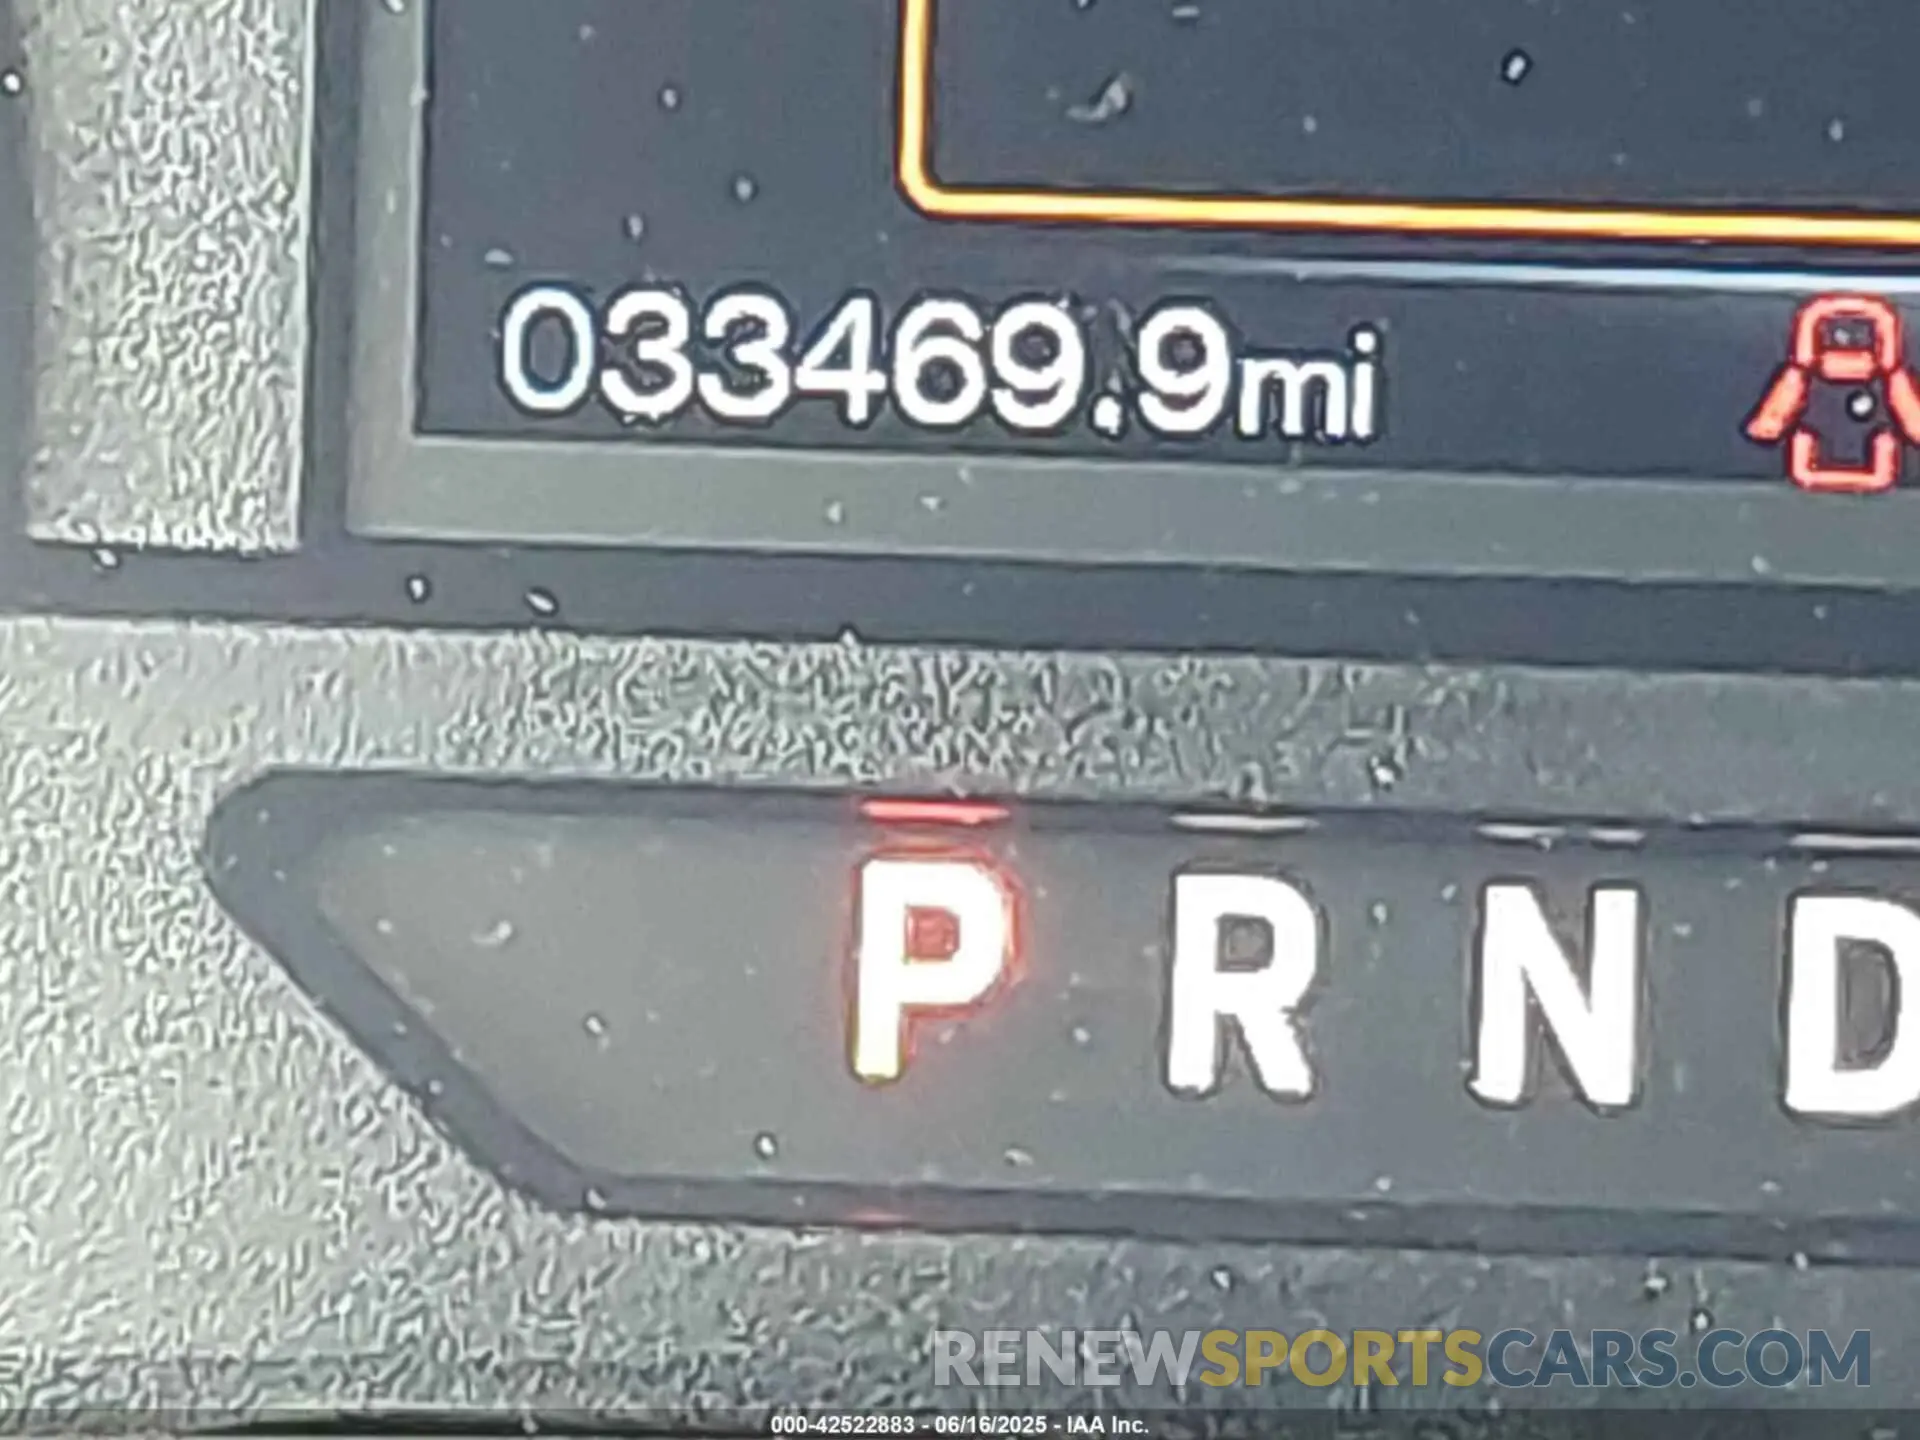 033469.9mi
P R N D
RENEWSPORTSCARS.COM
000-42522883 - 06/16/2025 - IAA Inc.